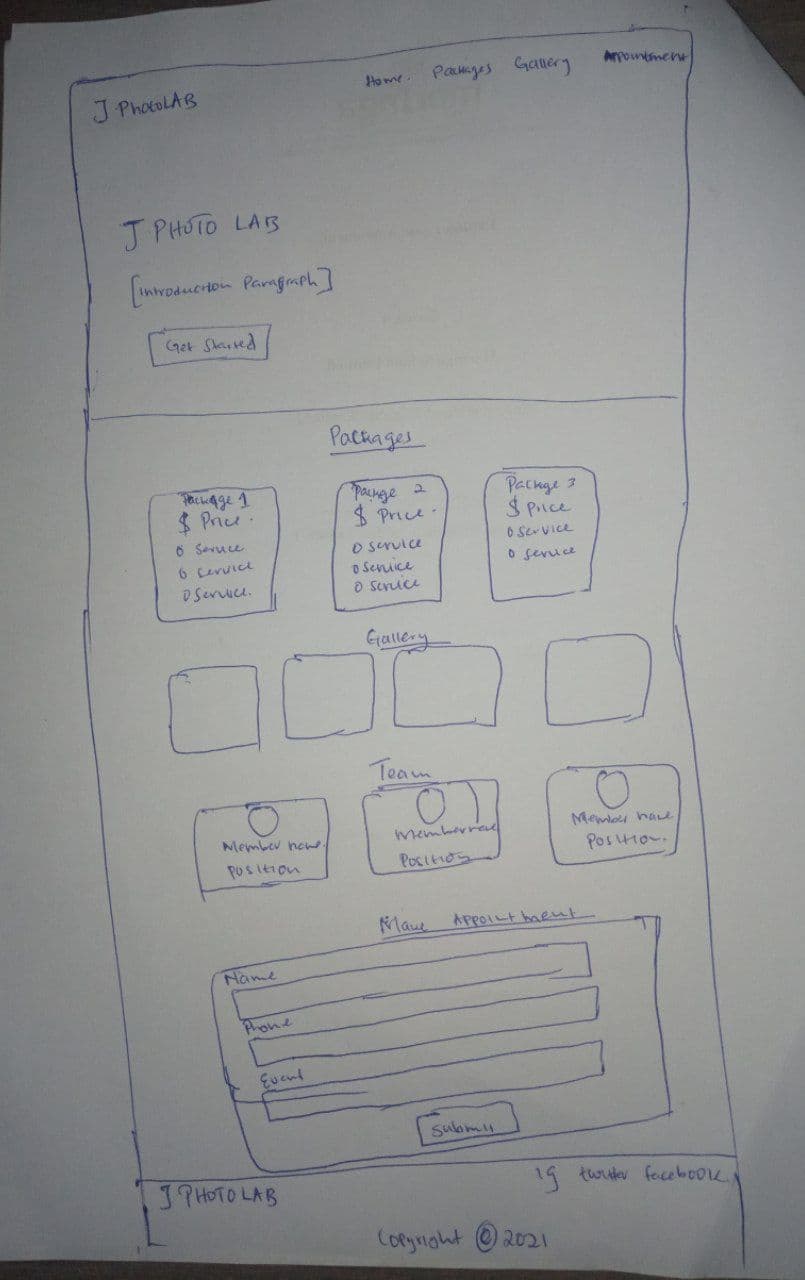 Home. Packages Gallery Appointment
J PhotoLAB
J PHOTO LAB
[Introduction Paragraph]
Get Started
Packages
Package 1
$ Price.
o Service
o Service
o Service.
Package 2
$ Price.
o Service
o Service
o Service
Package 3
$ Price
o Service
o Service
Gallery
Team
Member name
Position
Member name
Position
Member name
Position.
Make Appointment
Name
Phone
Event
Submit
J PHOTO LAB
ig twitter facebook
Copyright © 2021